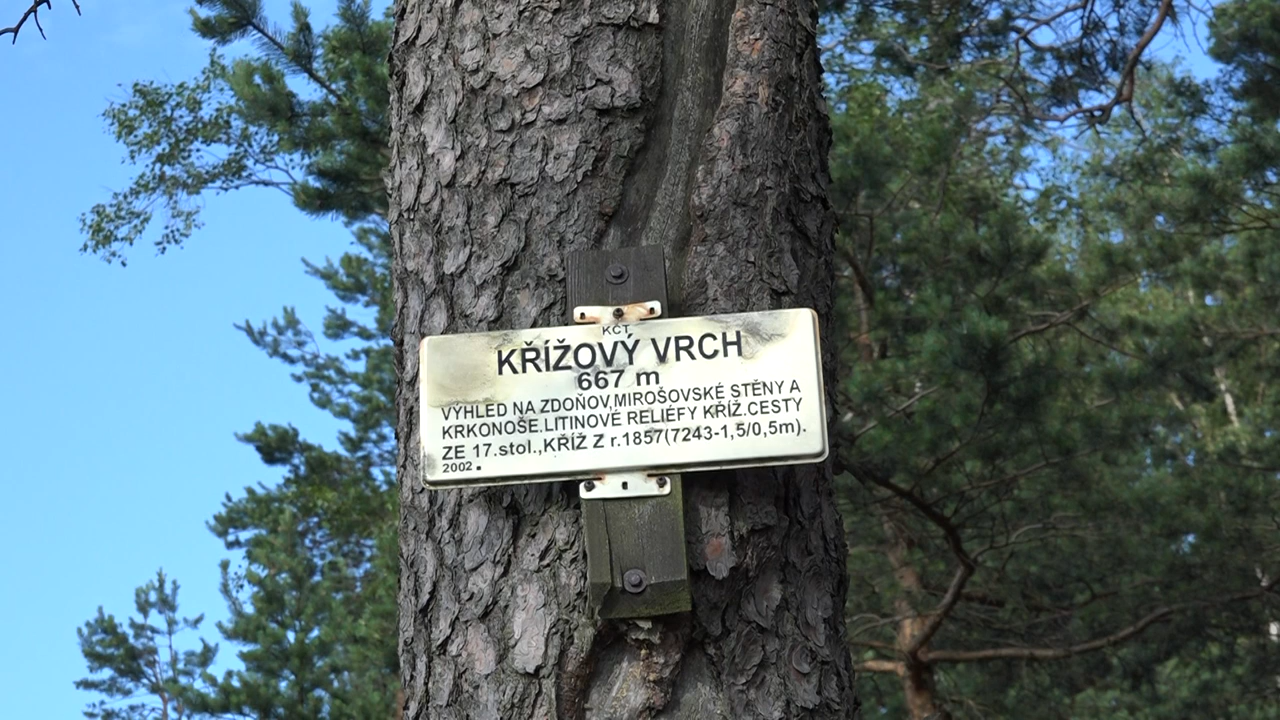 KČT
KŘÍŽOVÝ VRCH
667 m
VÝHLED NA ZDOŇOV,MIROŠOVSKÉ STĚNY A
KRKONOŠE.LITINOVÉ RELIÉFY KŘÍŽ.CESTY
ZE 17.stol.,KŘÍŽ Z r.1857(7243-1,5/0,5m).
2002.